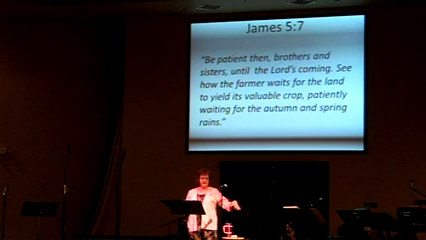 James 5:7
“Be patient then, brothers and
sisters, until the Lord’s coming. See
how the farmer waits for the land
to yield its valuable crop, patiently
waiting for the autumn and spring
rains.”